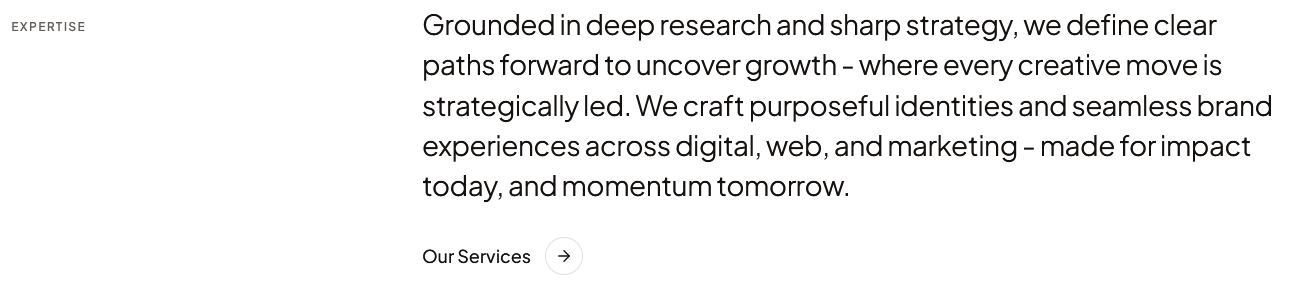 EXPERTISE
Grounded in deep research and sharp strategy, we define clear
paths forward to uncover growth – where every creative move is
strategically led. We craft purposeful identities and seamless brand
experiences across digital, web, and marketing – made for impact
today, and momentum tomorrow.
Our Services